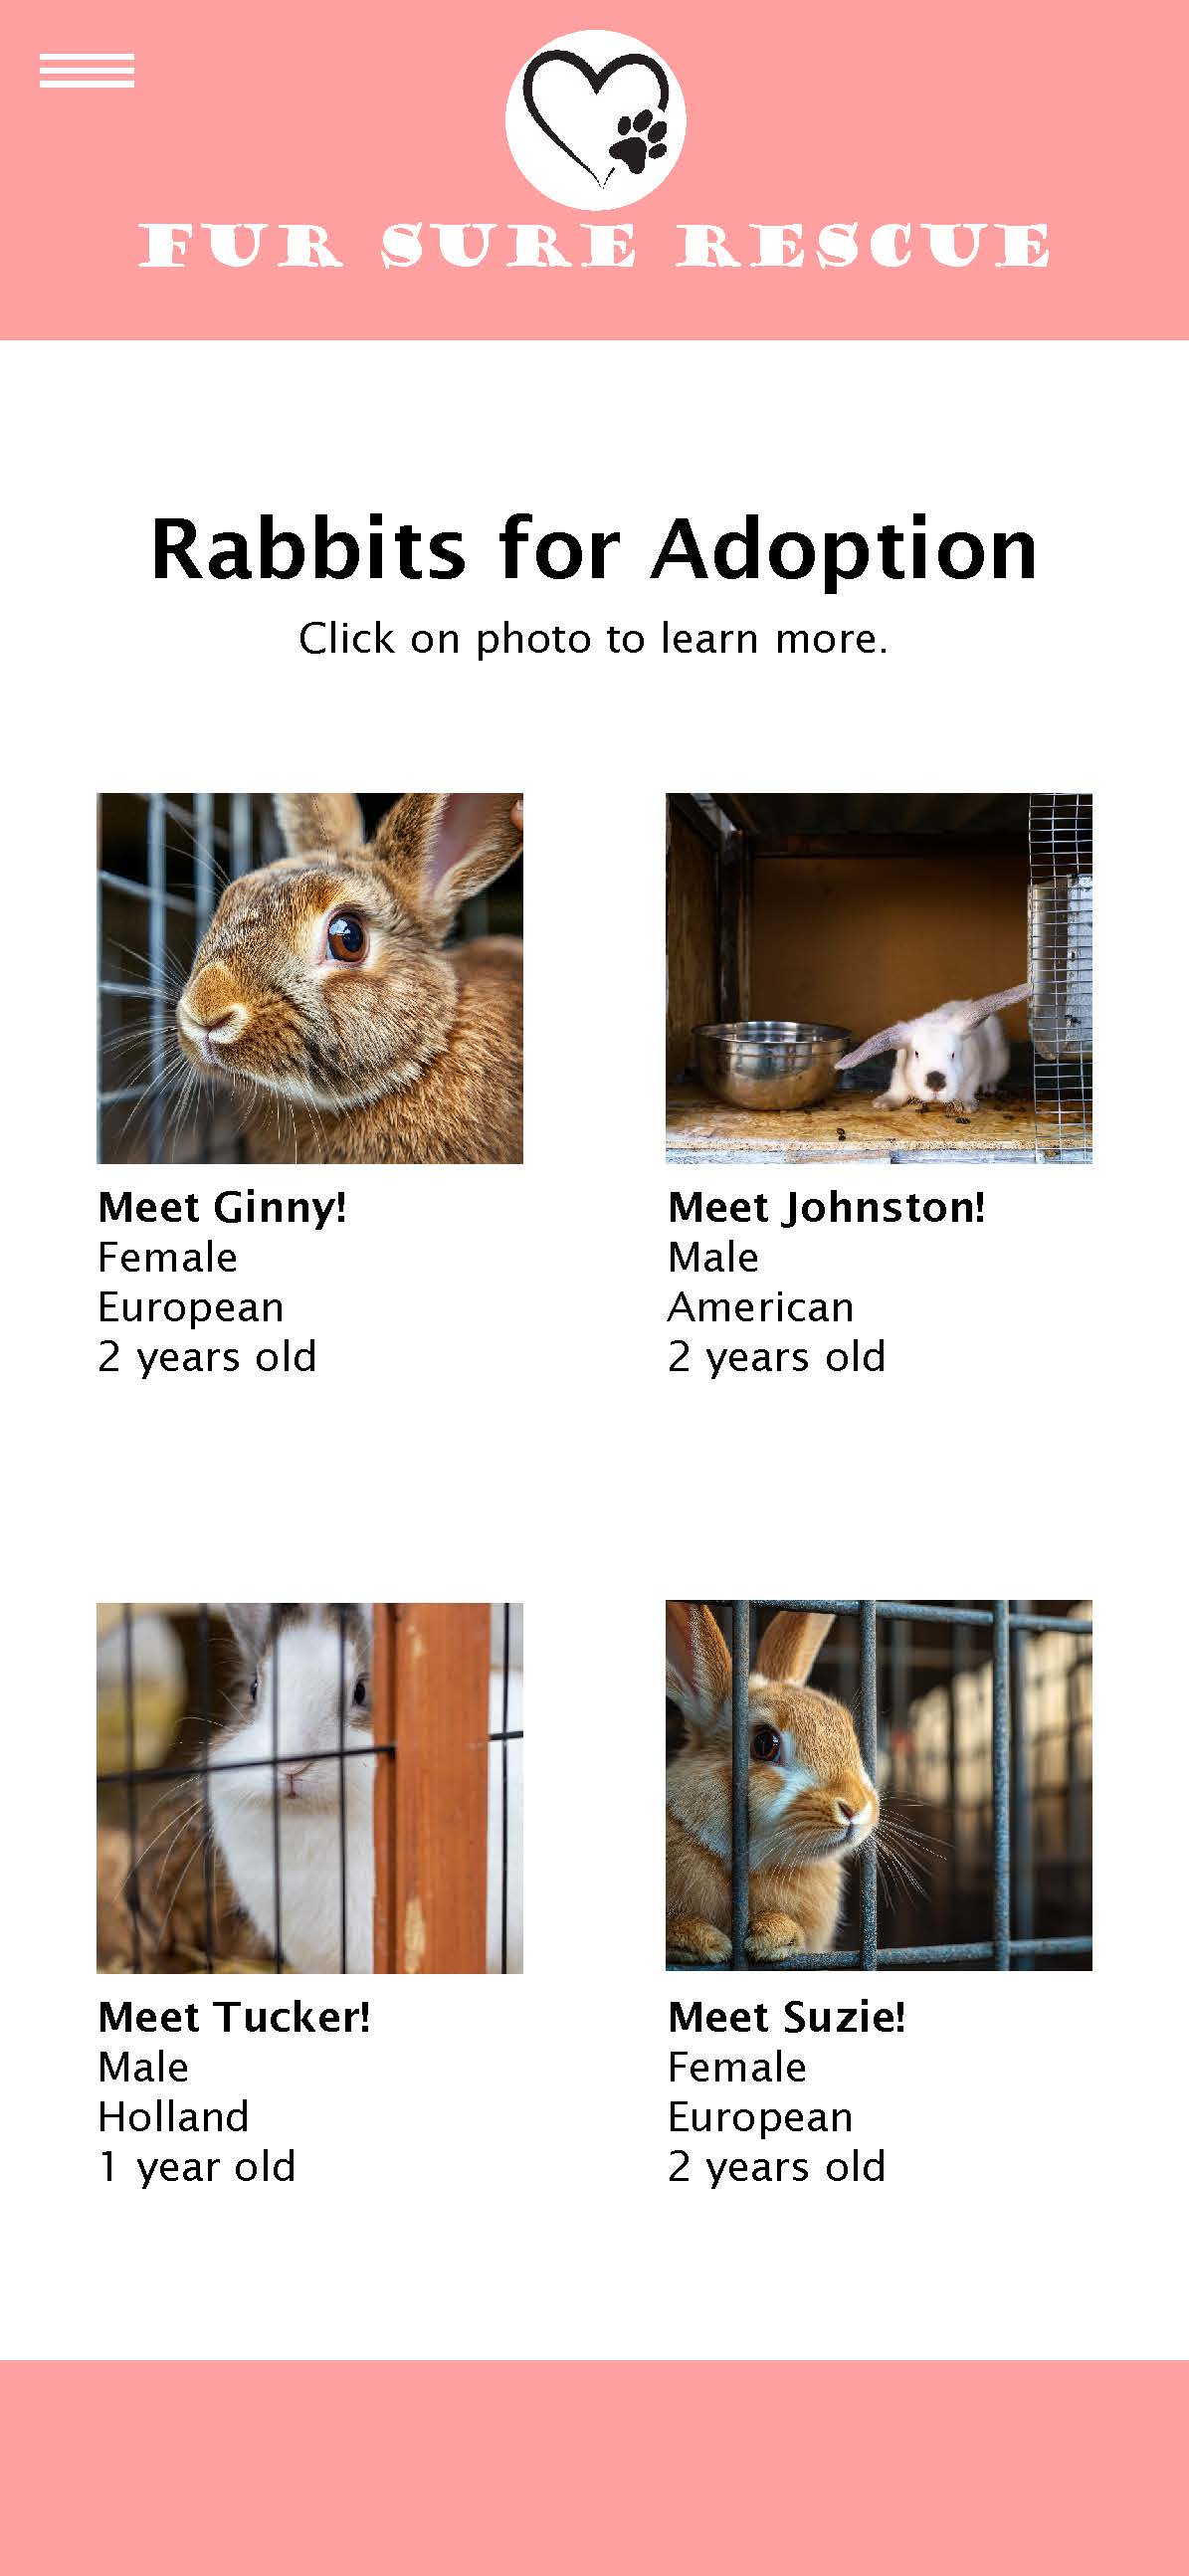 FUR SURE RESCUE
Rabbits for Adoption
Click on photo to learn more.
Meet Ginny!
Female
European
2 years old
Meet Johnston!
Male
American
2 years old
Meet Tucker!
Male
Holland
1 year old
Meet Suzie!
Female
European
2 years old